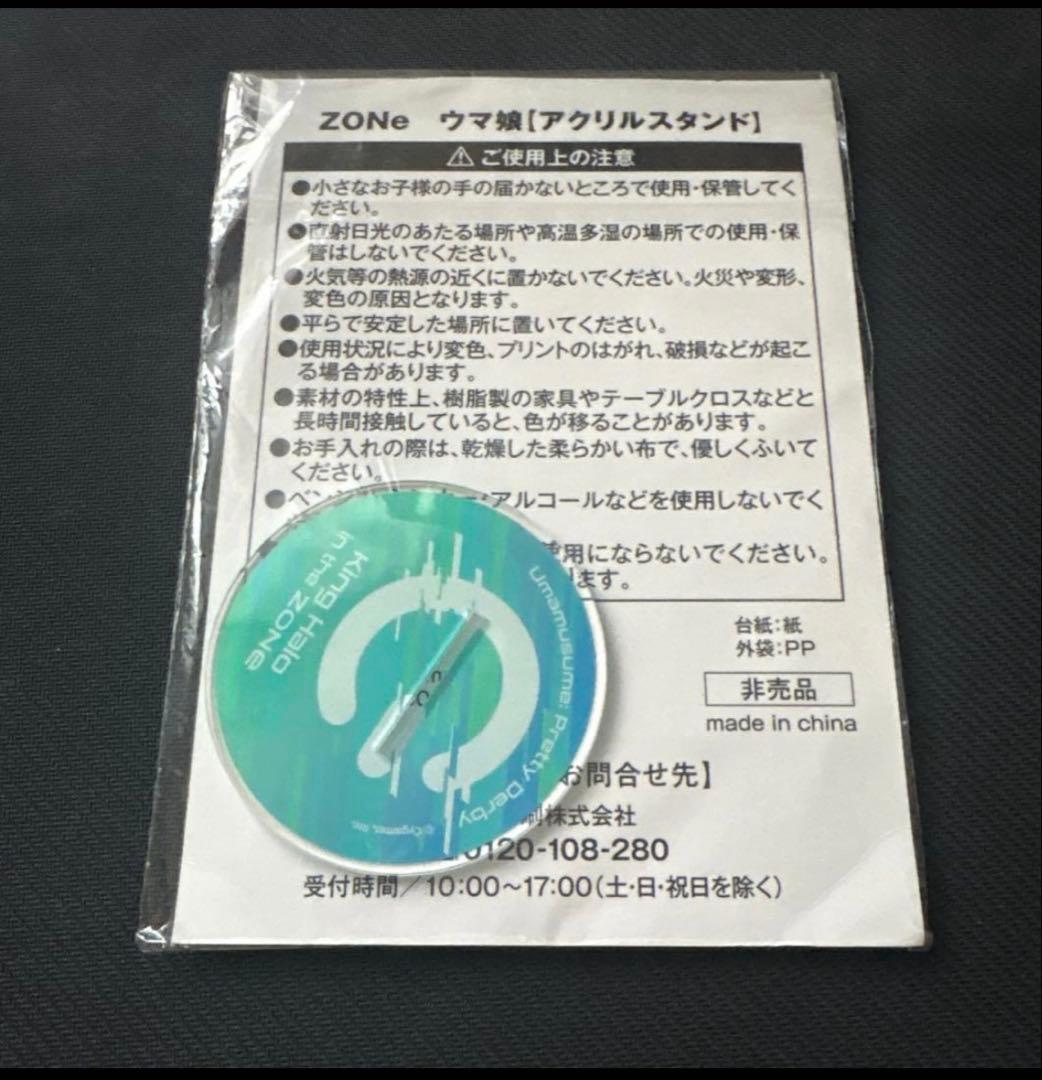 ZONe ウマ娘【アクリルスタンド】
⚠ ご使用上の注意
●小さなお子様の手の届かないところで使用・保管してく
ださい。
●直射日光のあたる場所や高温多湿の場所での使用・保
管はしないでください。
●火気等の熱源の近くに置かないでください。火災や変形、
変色の原因となります。
●平らで安定した場所に置いてください。
●使用状況により変色、プリントのはがれ、破損などが起こ
る場合があります。
●素材の特性上、樹脂製の家具やテーブルクロスなどと
長時間接触していると、色が移ることがあります。
●お手入れの際は、乾燥した柔らかい布で、優しくふいて
ください。
●ベン アルコールなどを使用しないでく
用にならないでください。
ます。
King Halo
in the ZONe
Umamusume: Pretty Derby
©Cygames, Inc.
台紙:紙
外袋:PP
非売品
made in china
お問合せ先】
刷株式会社
0120-108-280
受付時間/10:00〜17:00(土・日・祝日を除く)